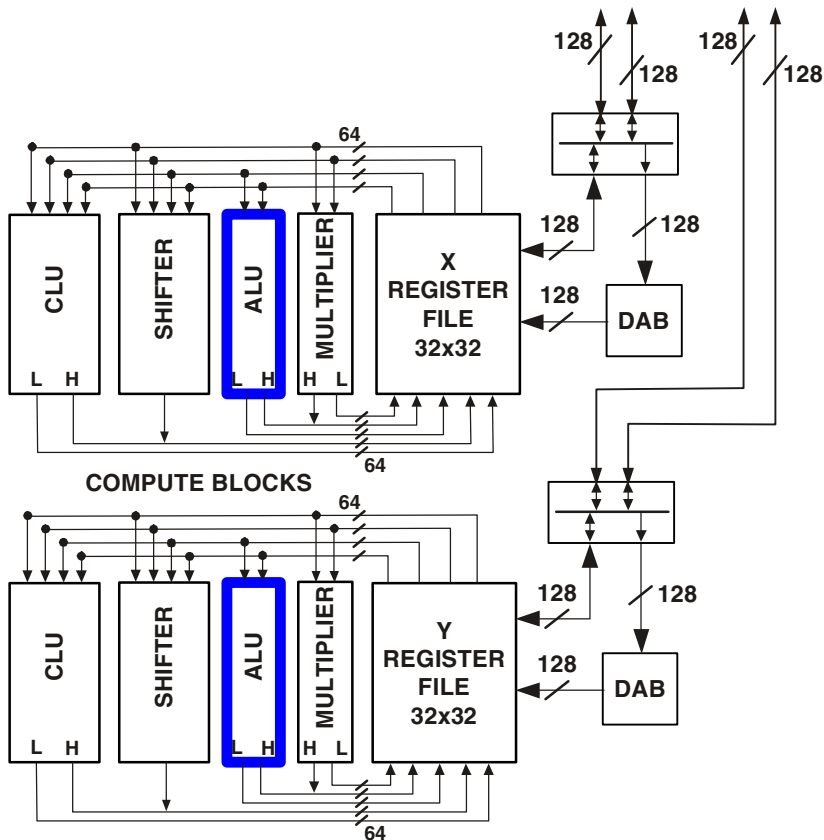 128
128
128
128
64
CLU
SHIFTER
ALU
MULTIPLIER
X
REGISTER
FILE
32x32
128
128
128
DAB
L H
L H
H L
64
COMPUTE BLOCKS
64
CLU
SHIFTER
ALU
MULTIPLIER
Y
REGISTER
FILE
32x32
128
128
128
DAB
L H
L H
H L
64